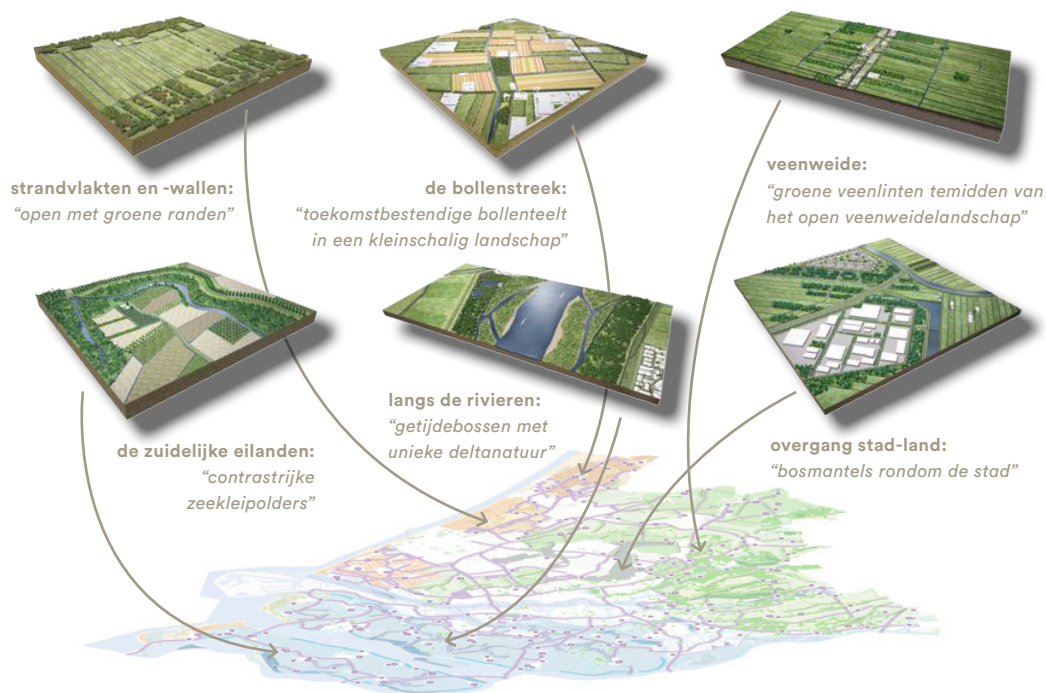 strandvlakten en -wallen:
“open met groene randen”
de bollenstreek:
“toekomstbestendige bollenteelt
in een kleinschalig landschap”
veenweide:
“groene veenlinten temidden van
het open veenweidelandschap”
de zuidelijke eilanden:
“contrastrijke
zeekleipolders”
langs de rivieren:
“getijdebossen met
unieke deltanatuur”
overgang stad-land:
“bosmantels rondom de stad”